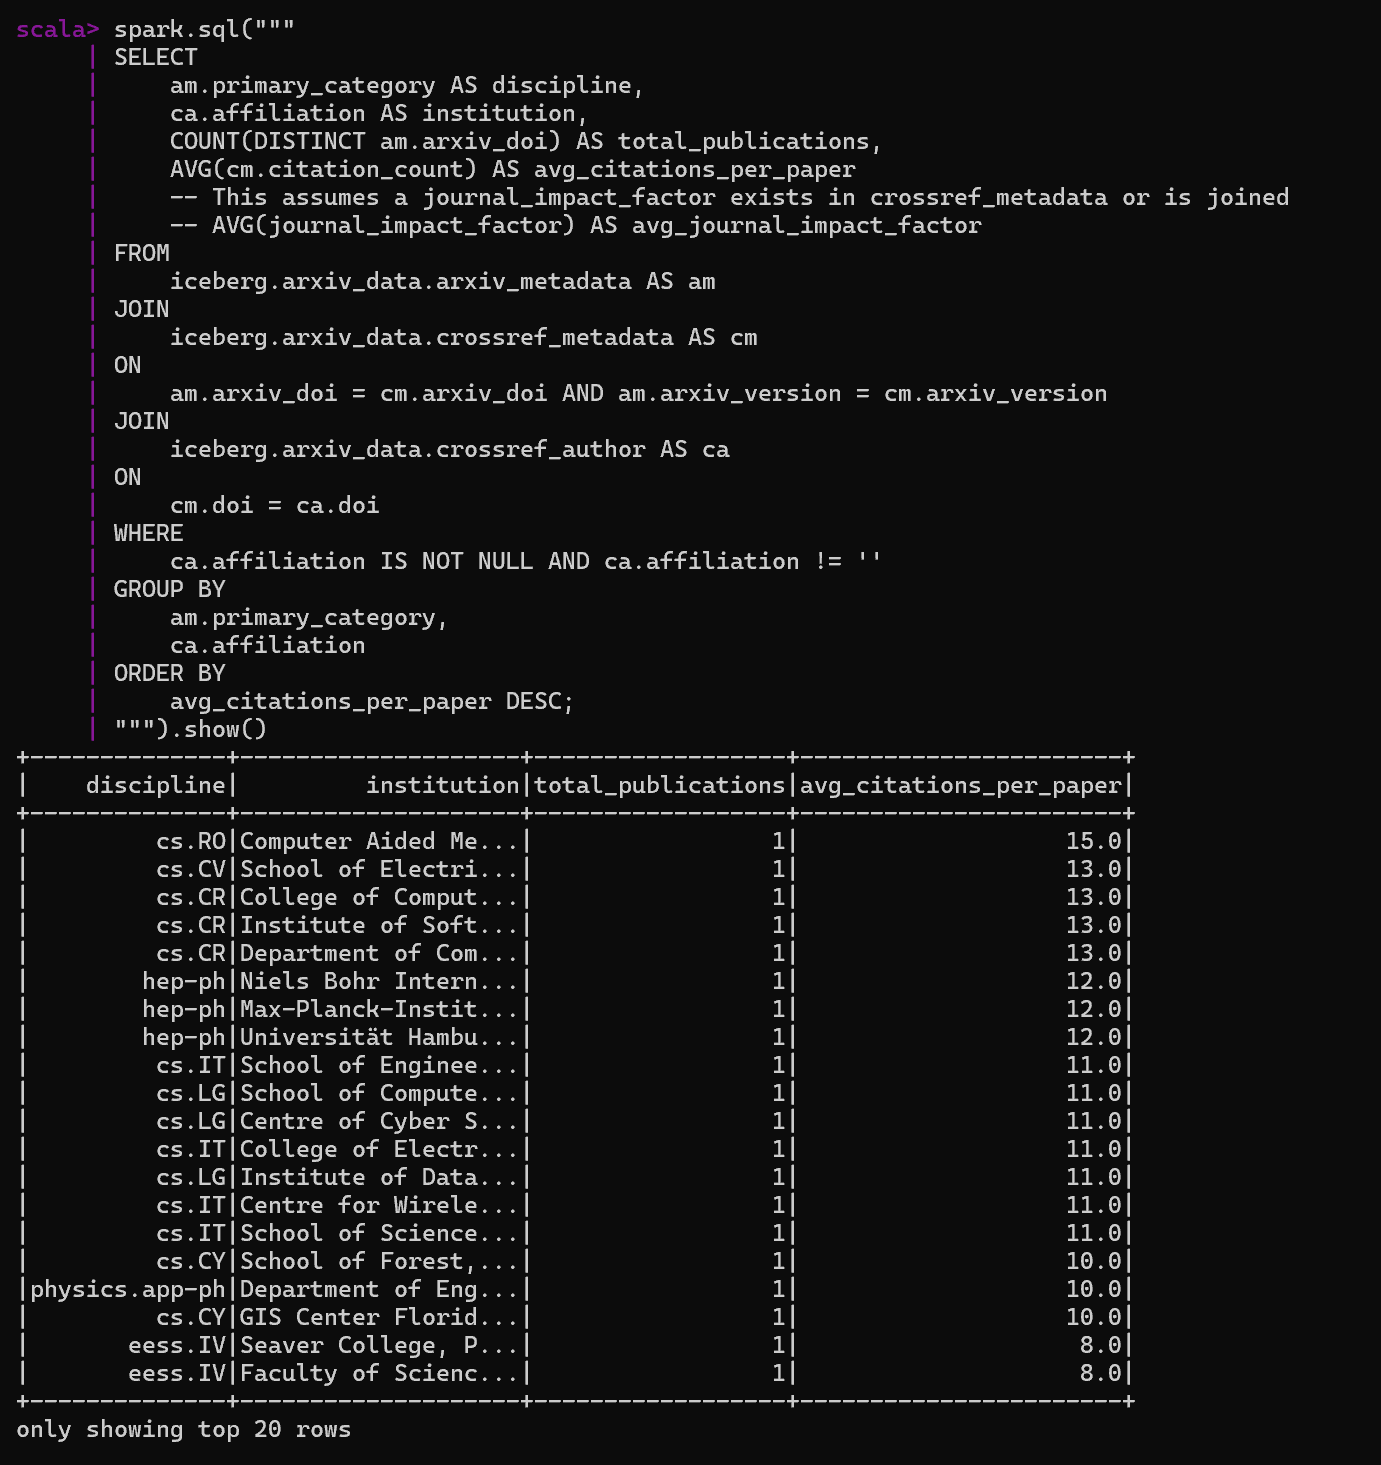 scala> spark.sql("""
     | SELECT
     |     am.primary_category AS discipline,
     |     ca.affiliation AS institution,
     |     COUNT(DISTINCT am.arxiv_doi) AS total_publications,
     |     AVG(cm.citation_count) AS avg_citations_per_paper
     |     -- This assumes a journal_impact_factor exists in crossref_metadata or is joined
     |     -- AVG(journal_impact_factor) AS avg_journal_impact_factor
     | FROM
     |     iceberg.arxiv_data.arxiv_metadata AS am
     | JOIN
     |     iceberg.arxiv_data.crossref_metadata AS cm
     | ON
     |     am.arxiv_doi = cm.arxiv_doi AND am.arxiv_version = cm.arxiv_version
     | JOIN
     |     iceberg.arxiv_data.crossref_author AS ca
     | ON
     |     cm.doi = ca.doi
     | WHERE
     |     ca.affiliation IS NOT NULL AND ca.affiliation != ''
     | GROUP BY
     |     am.primary_category,
     |     ca.affiliation
     | ORDER BY
     |     avg_citations_per_paper DESC;
     | """).show()
+--------------+--------------------+------------------+-----------------------+
|    discipline|         institution|total_publications|avg_citations_per_paper|
+--------------+--------------------+------------------+-----------------------+
|         cs.RO|Computer Aided Me...|                 1|                   15.0|
|         cs.CV|School of Electri...|                 1|                   13.0|
|         cs.CR|College of Comput...|                 1|                   13.0|
|         cs.CR|Institute of Soft...|                 1|                   13.0|
|         cs.CR|Department of Com...|                 1|                   13.0|
|        hep-ph|Niels Bohr Intern...|                 1|                   12.0|
|        hep-ph|Max-Planck-Instit...|                 1|                   12.0|
|        hep-ph|Universität Hambu...|                 1|                   12.0|
|         cs.IT|School of Enginee...|                 1|                   11.0|
|         cs.LG|School of Compute...|                 1|                   11.0|
|         cs.LG|Centre of Cyber S...|                 1|                   11.0|
|         cs.IT|College of Electr...|                 1|                   11.0|
|         cs.LG|Institute of Data...|                 1|                   11.0|
|         cs.IT|Centre for Wirele...|                 1|                   11.0|
|         cs.IT|School of Science...|                 1|                   11.0|
|         cs.CY|School of Forest,...|                 1|                   10.0|
|physics.app-ph|Department of Eng...|                 1|                   10.0|
|         cs.CY|GIS Center Florid...|                 1|                   10.0|
|       eess.IV|Seaver College, P...|                 1|                    8.0|
|       eess.IV|Faculty of Scienc...|                 1|                    8.0|
+--------------+--------------------+------------------+-----------------------+
only showing top 20 rows